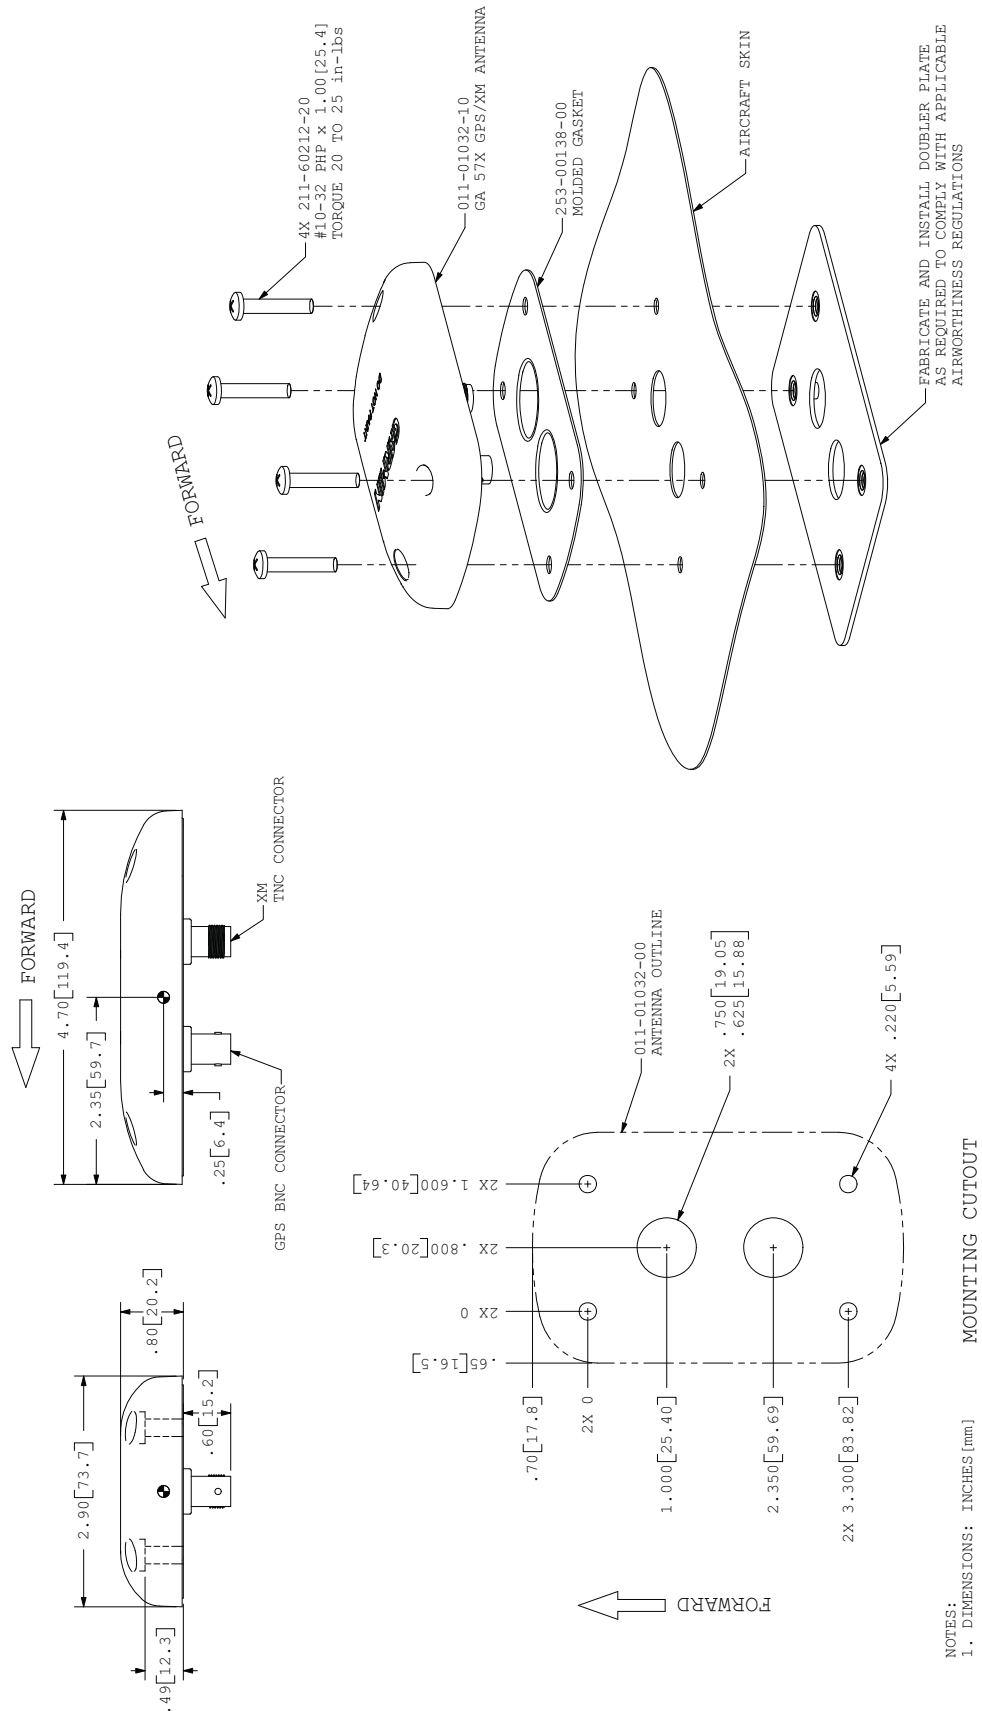 FORWARD
4X 211-60212-20
#10-32 PHP X 1.00[25.4]
TORQUE 20 TO 25 in-lbs
011-01032-10
GA 57X GPS/XM ANTENNA
253-00138-00
MOLDED GASKET
AIRCRAFT SKIN
FABRICATE AND INSTALL DOUBLER PLATE
AS REQUIRED TO COMPLY WITH APPLICABLE
AIRWORTHINESS REGULATIONS
2.90[73.7]
.80[20.2]
.60[15.2]
.49[12.3]
FORWARD
4.70[119.4]
2.35[59.7]
.25[6.4]
GPS BNC CONNECTOR
XM
TNC CONNECTOR
FORWARD
.65[16.5]
2X 0
2X .800[20.3]
2X 1.600[40.64]
.70[17.8]
2X 0
1.000[25.40]
2.350[59.69]
2X 3.300[83.82]
011-01032-00
ANTENNA OUTLINE
2X .750[19.05]
.625[15.88]
4X .220[5.59]
MOUNTING CUTOUT
NOTES:
1. DIMENSIONS: INCHES[mm]